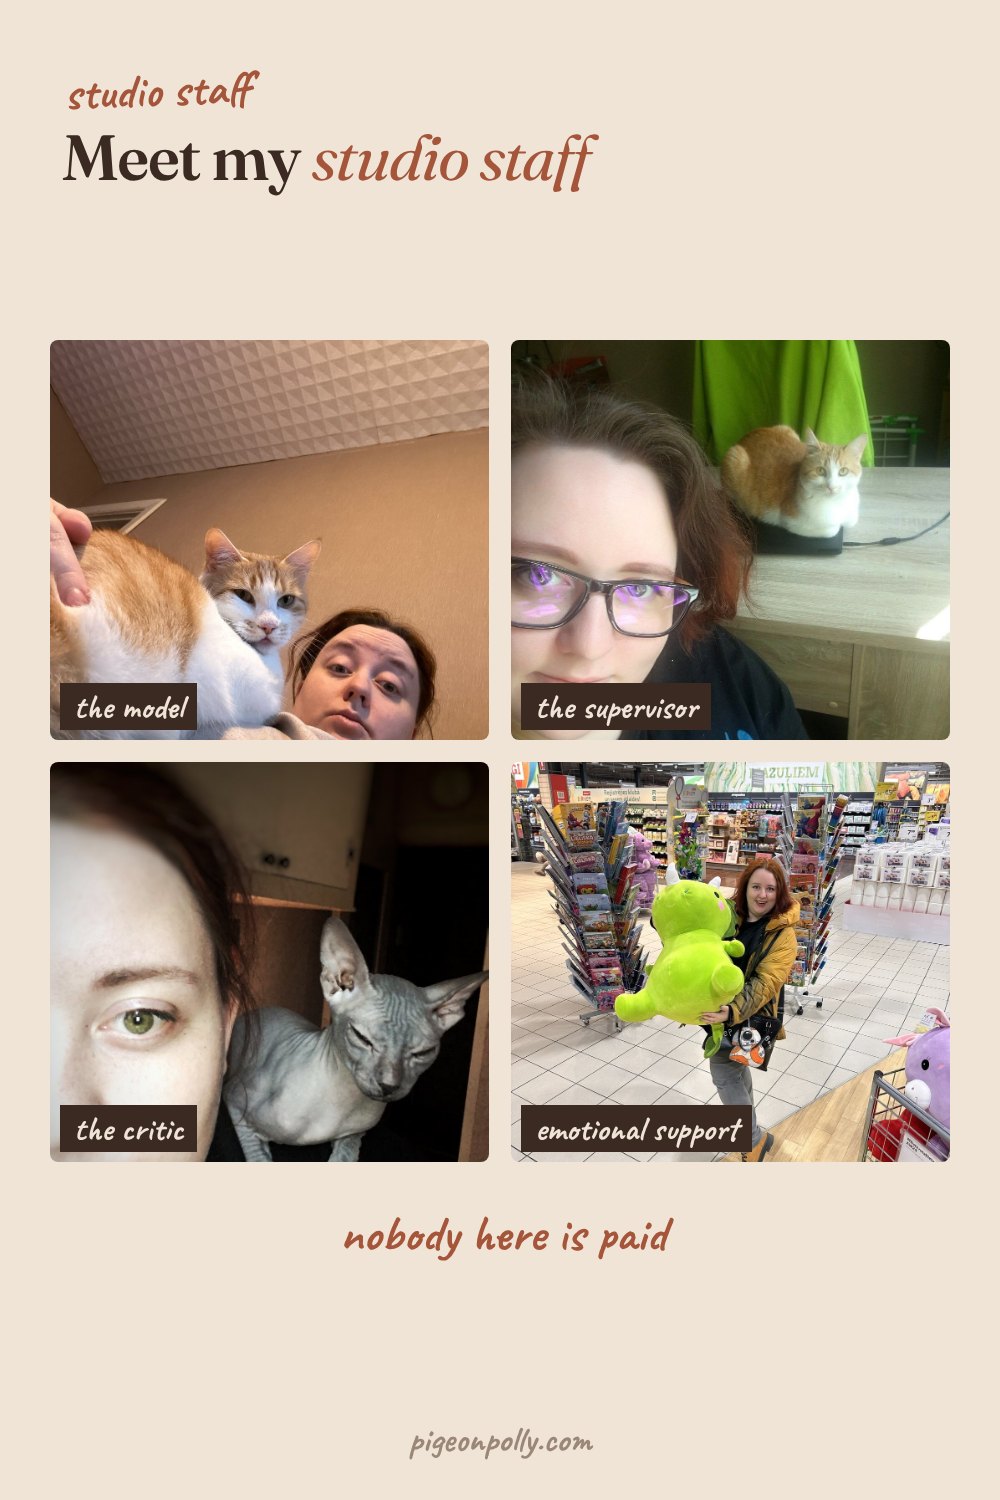 studio staff
Meet my studio staff
AZULIEM
the model
the supervisor
the critic
emotional support
nobody here is paid
pigeonpolly.com